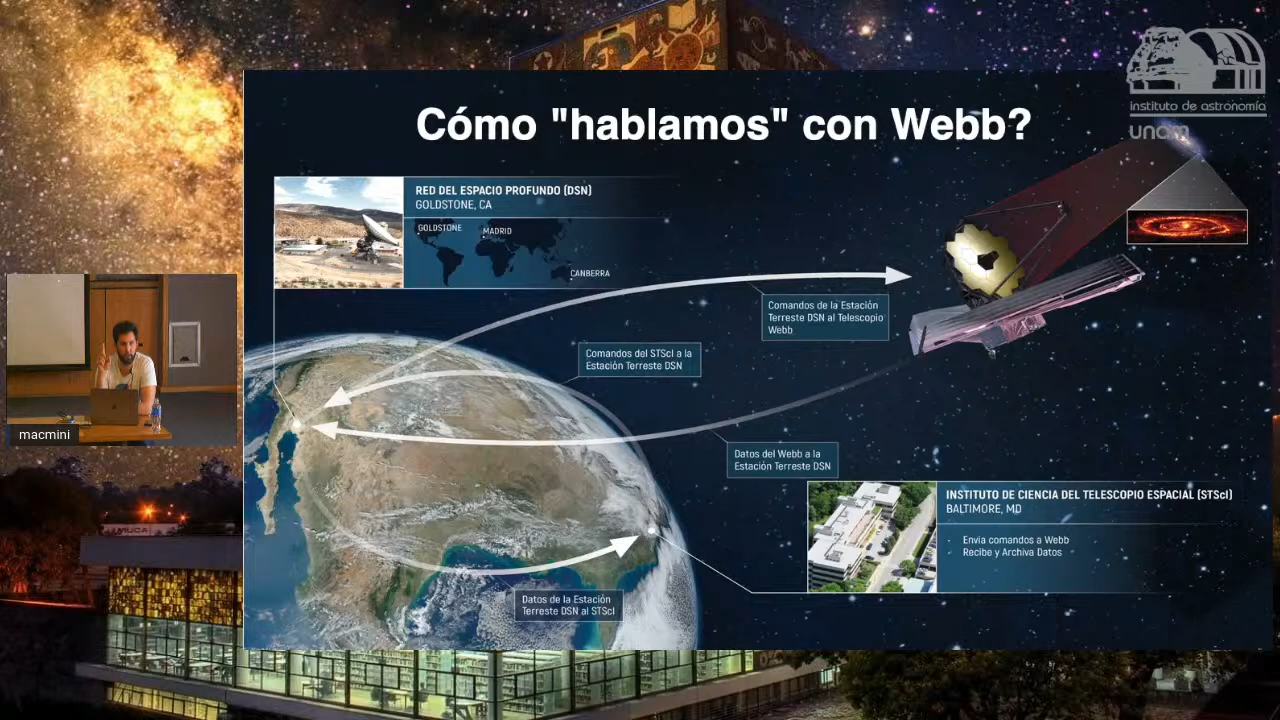 Cómo "hablamos" con Webb?
instituto de astronomía
unam
RED DEL ESPACIO PROFUNDO (DSN)
GOLDSTONE, CA
GOLDSTONE
MADRID
CANBERRA
Comandos de la Estación
Terreste DSN al Telescopio
Webb
Comandos del STScI a la
Estación Terreste DSN
macmini
Datos del Webb a la
Estación Terreste DSN
INSTITUTO DE CIENCIA DEL TELESCOPIO ESPACIAL (STScI)
BALTIMORE, MD
Envia comandos a Webb
Recibe y Archiva Datos
MUCA
Datos de la Estación
Terreste DSN al STScI